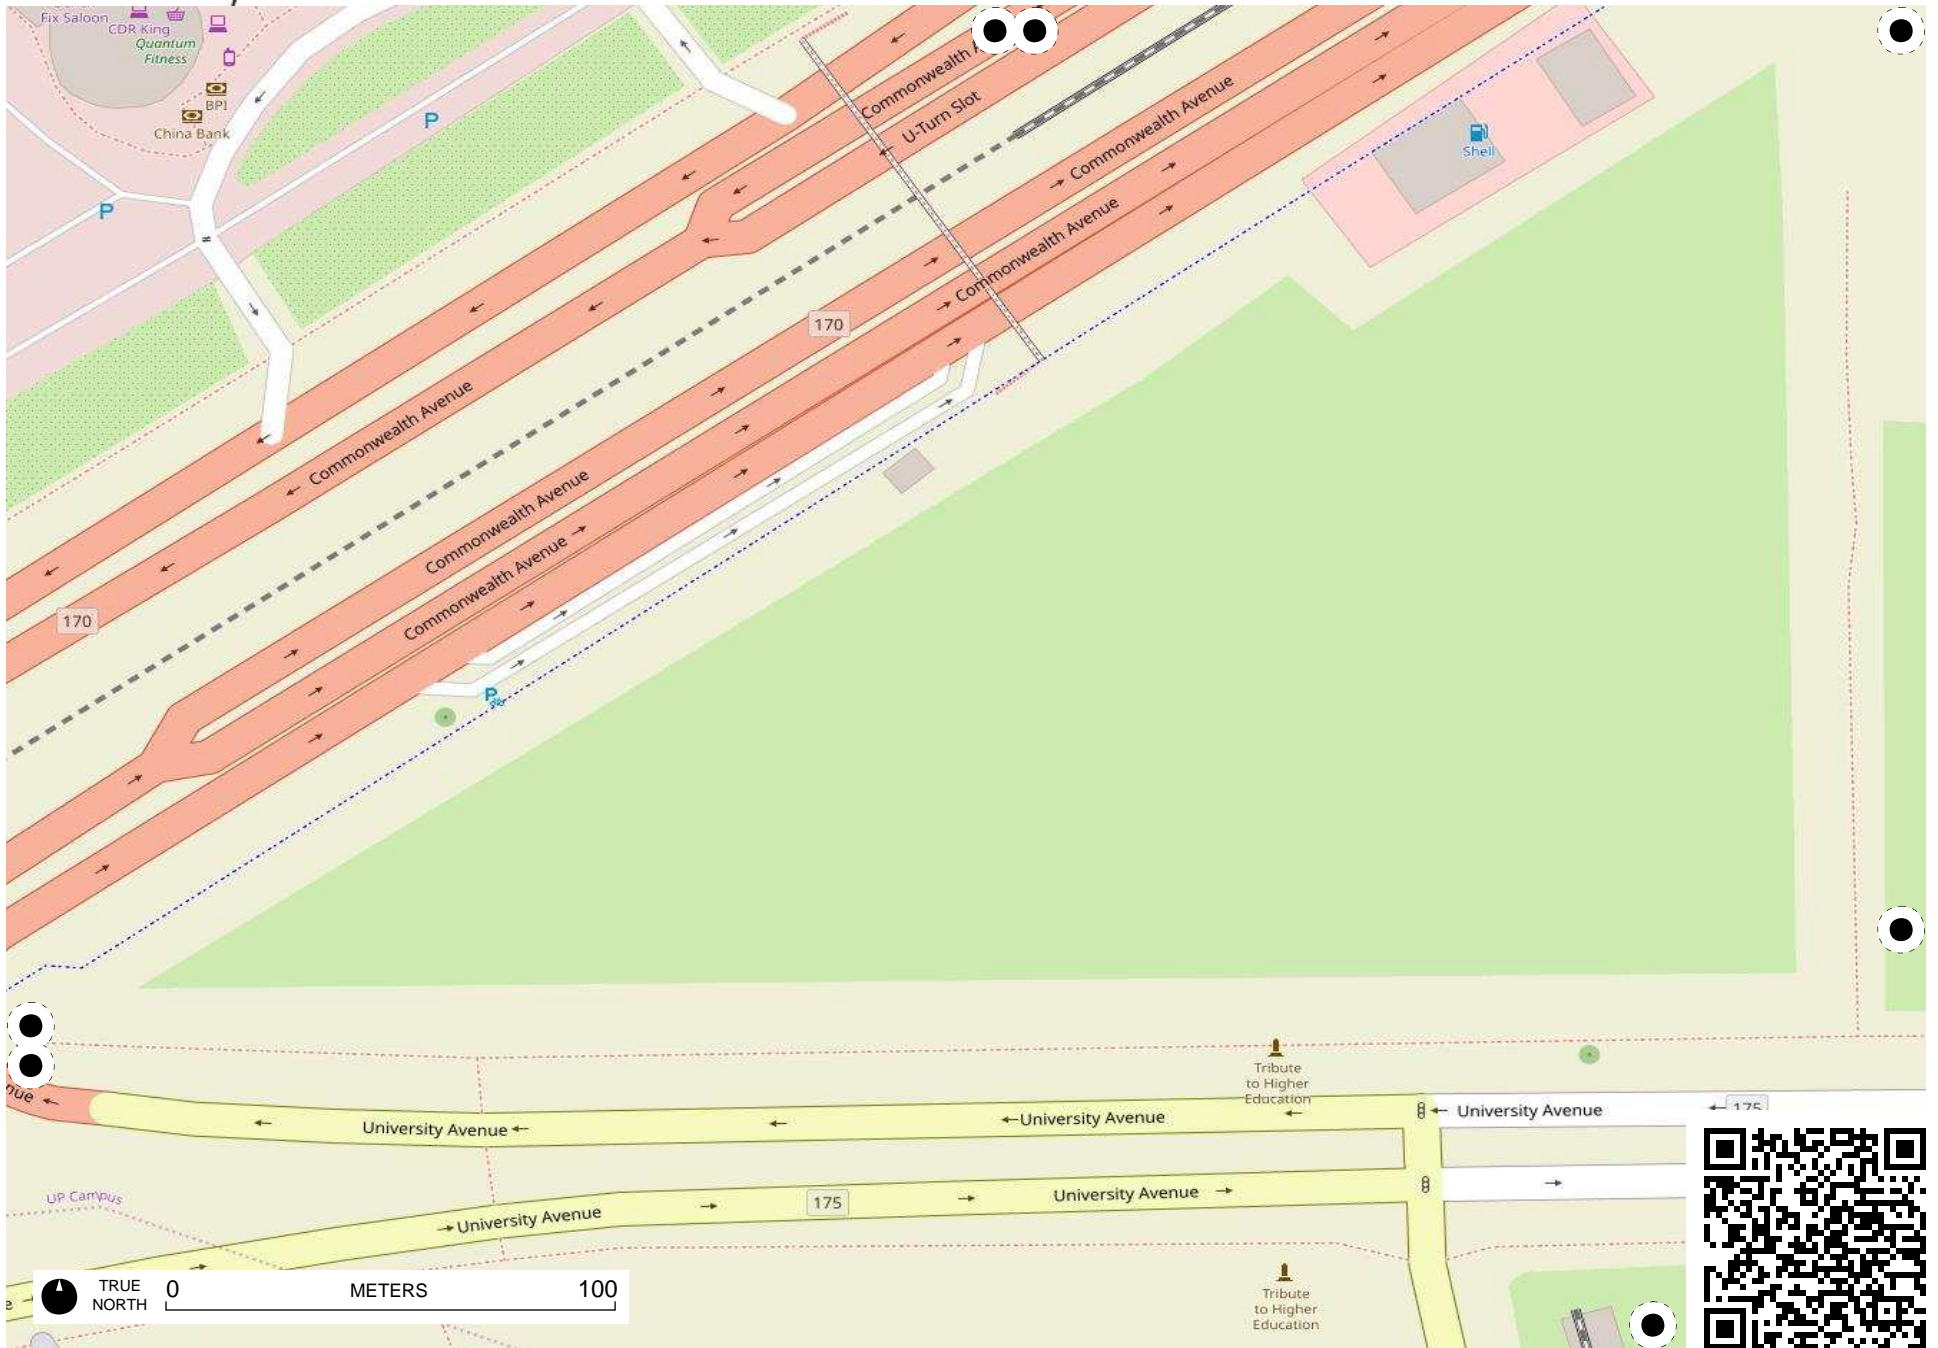 Fix Saloon
CDR King
Quantum
Fitness
BPI
China Bank
P
P
Commonwealth
U-Turn Slot
Commonwealth Avenue
Commonwealth Avenue
Shell
170
Commonwealth Avenue
Commonwealth Avenue
Commonwealth Avenue
170
P
Tribute
to Higher
Education
University Avenue
University Avenue
University Avenue
175
UP Campus
University Avenue
175
University Avenue
Tribute
to Higher
Education
TRUE
NORTH
0
METERS
100